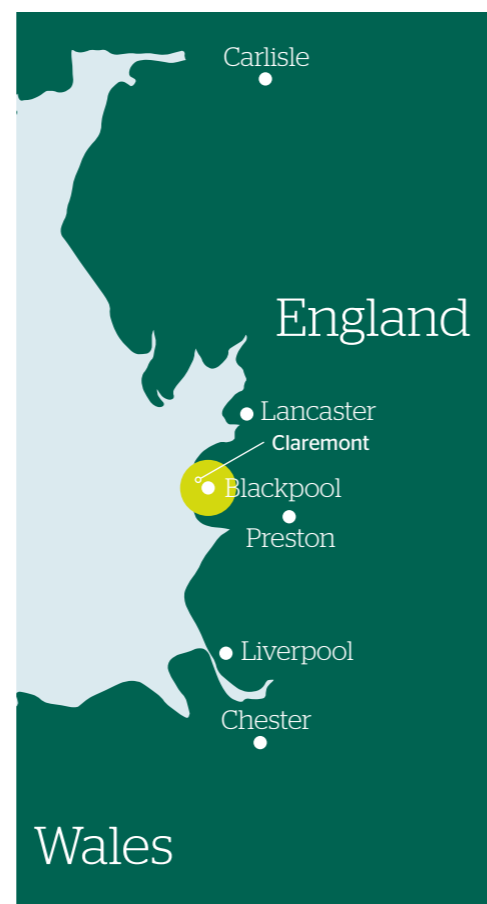 Carlisle
England
Lancaster
Claremont
Blackpool
Preston
Liverpool
Chester
Wales